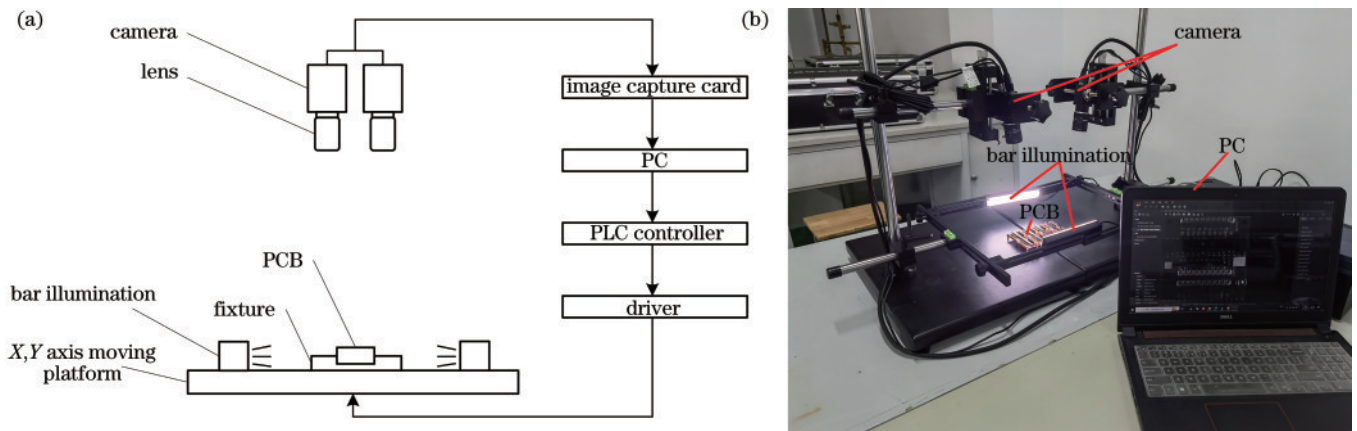 (a)
camera
lens
image capture card
PC
PLC controller
driver
PCB
bar illumination
fixture
X,Y axis moving
platform
(b)
camera
bar illumination
PC
PCB
DELL